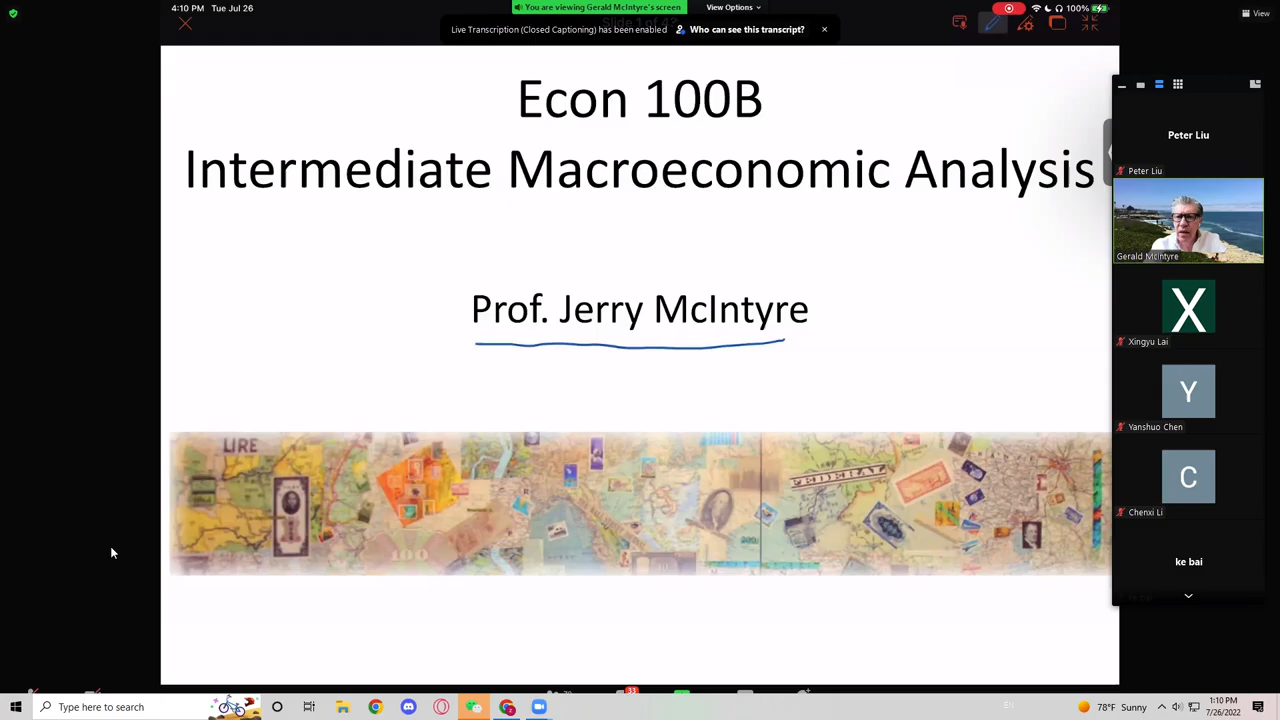 4:10 PM Tue Jul 26
You are viewing Gerald McIntyre's screen
View Options
100%
View
Live Transcription (Closed Captioning) has been enabled
Who can see this transcript?
Econ 100B
Intermediate Macroeconomic Analysis
Prof. Jerry McIntyre
LIRE
FEDERAL
Peter Liu
Peter Liu
Gerald McIntyre
X
Xingyu Lai
Y
Yanshuo Chen
C
Chenxi Li
ke bai
33
Type here to search
EN
78°F Sunny
1:10 PM
7/26/2022